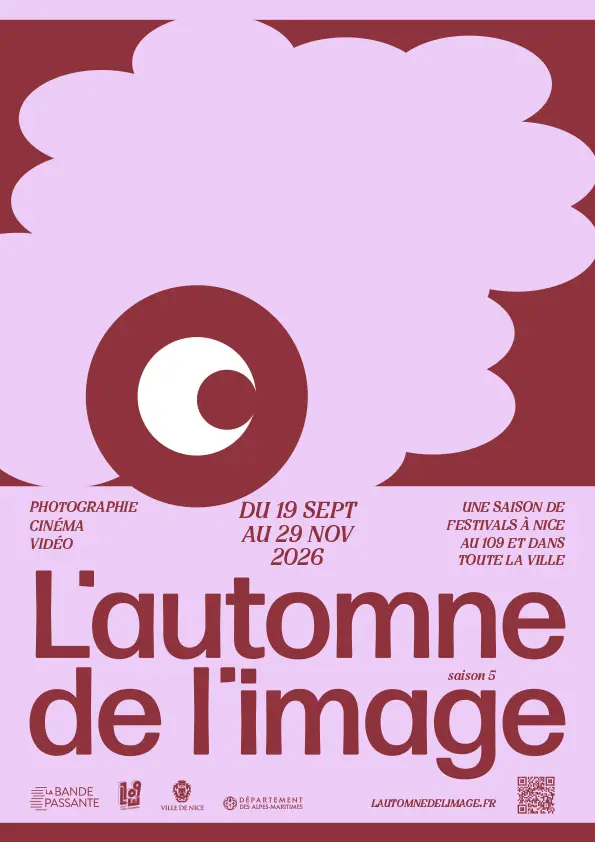 PHOTOGRAPHIE
CINÉMA
VIDÉO
DU 19 SEPT
AU 29 NOV
2026
UNE SAISON DE
FESTIVALS À NICE
AU 109 ET DANS
TOUTE LA VILLE
L'automne
de l'image
saison 5
LA BANDE
PASSANTE
VILLE DE NICE
DÉPARTEMENT
DES ALPES-MARITIMES
LAUTOMNEDELIMAGE.FR